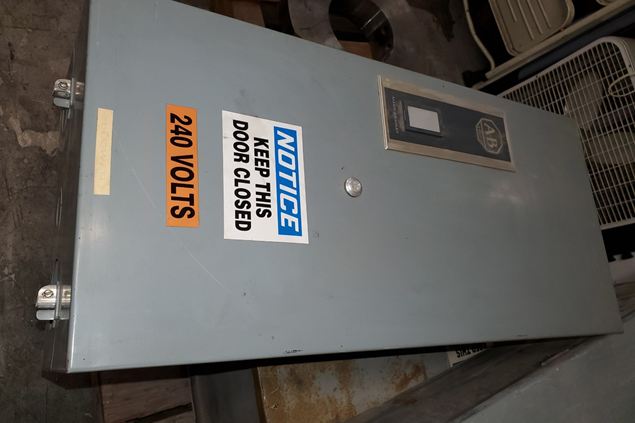 NOTICE
KEEP THIS
DOOR CLOSED
240 VOLTS
AB